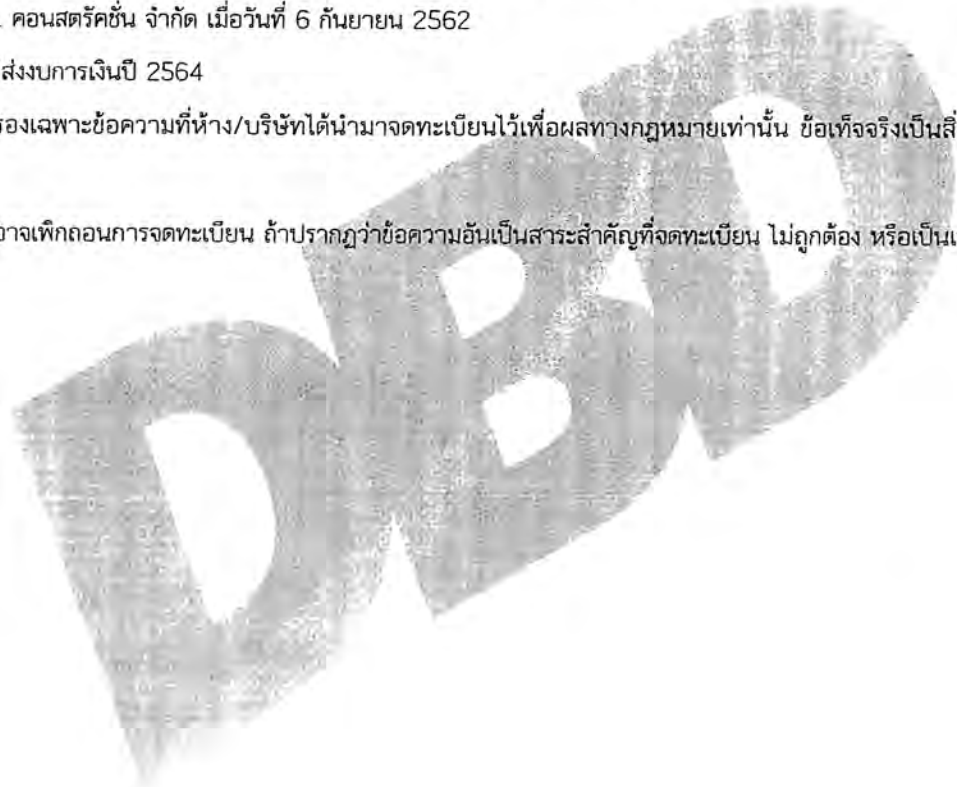 คอนสตรัคชั่น จำกัด เมื่อวันที่ 6 กันยายน 2562
ส่งงบการเงินปี 2564
รองเฉพาะข้อความที่ห้าง/บริษัทได้นำมาจดทะเบียนไว้เพื่อผลทางกฎหมายเท่านั้น ข้อเท็จจริงเป็นสิ
อาจเพิกถอนการจดทะเบียน ถ้าปรากฏว่าข้อความอันเป็นสาระสำคัญที่จดทะเบียน ไม่ถูกต้อง หรือเป็นเ
DBD